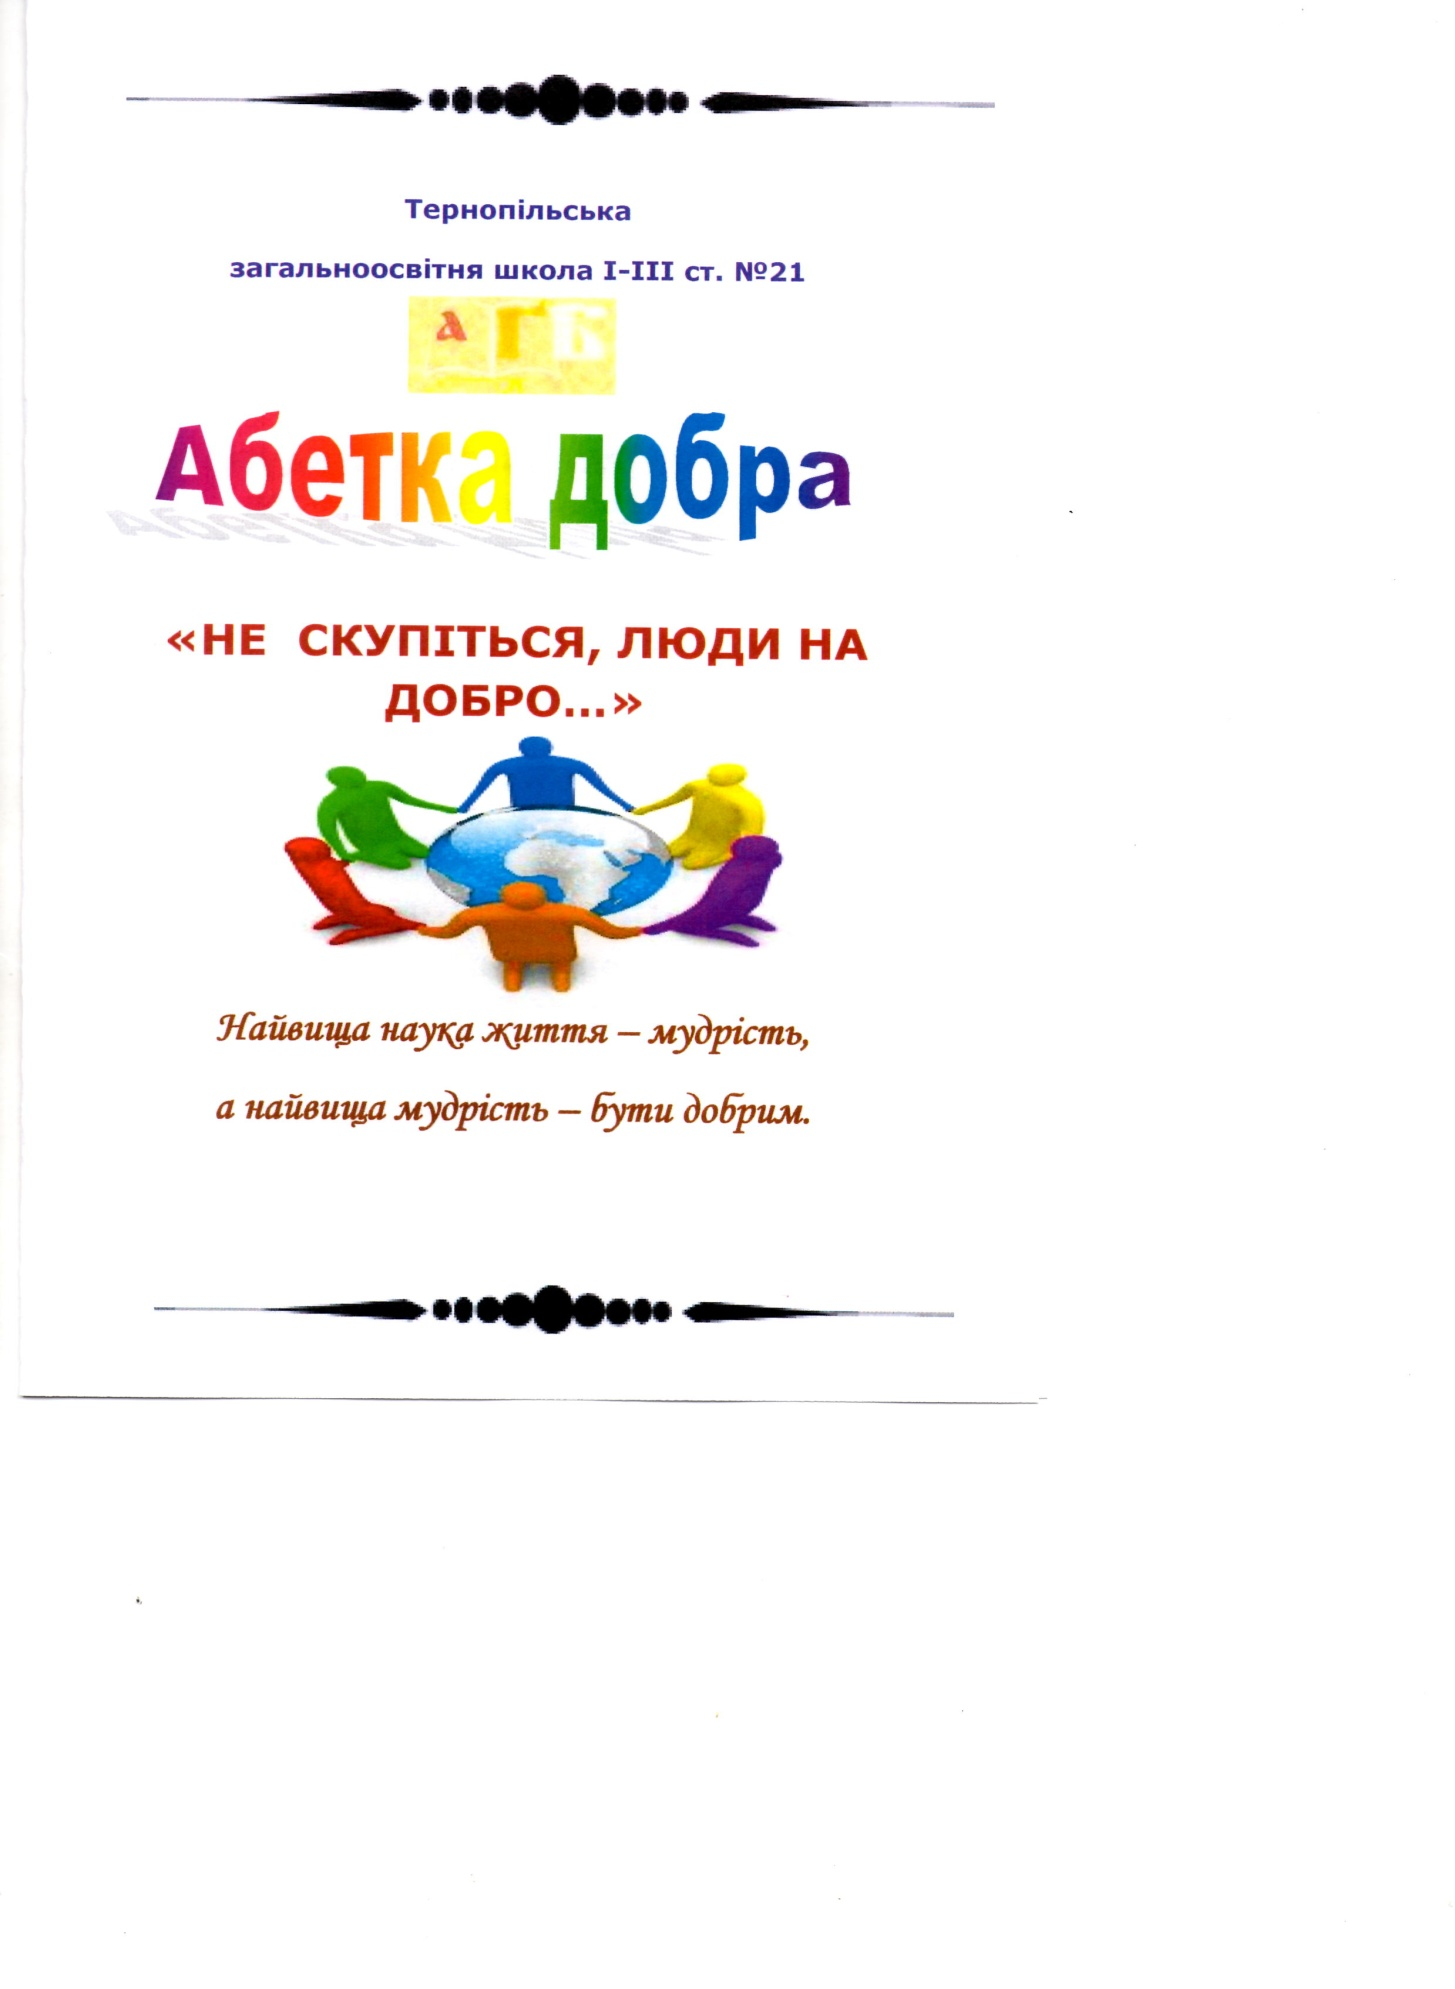 Тернопільська
загальноосвітня школа І-ІІІ ст. №21
А Г Б
Абетка добра
«НЕ СКУПІТЬСЯ, ЛЮДИ НА
ДОБРО...»
Найвища наука життя – мудрість,
а найвища мудрість – бути добрим.